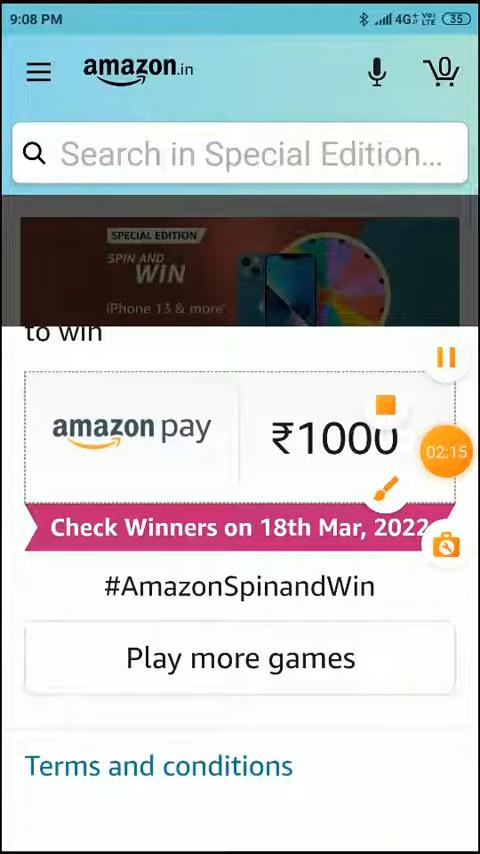 9:08 PM
4G+ Vo) LTE 35
amazon.in
0
Search in Special Edition...
SPECIAL EDITION
SPIN AND
WIN
iPhone 13 & more*
to win
amazon pay
₹1000
02:15
Check Winners on 18th Mar, 2022
#AmazonSpinandWin
Play more games
Terms and conditions